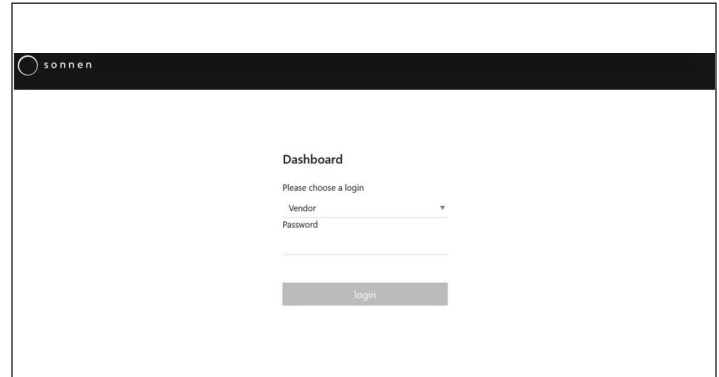 sonnen
Dashboard
Please choose a login
Vendor
Password
login